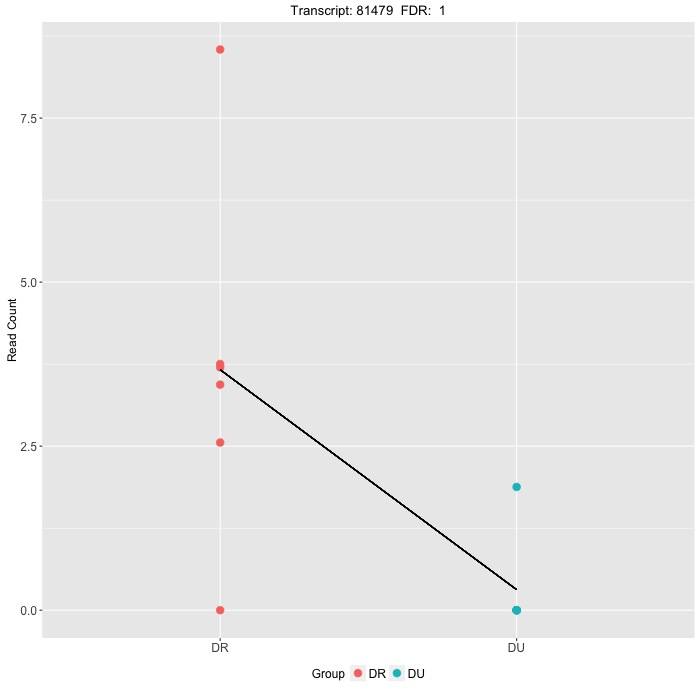 Transcript: 81479 FDR: 1
7.5
5.0
2.5
0.0
Read Count
DR DU
Group DR DU